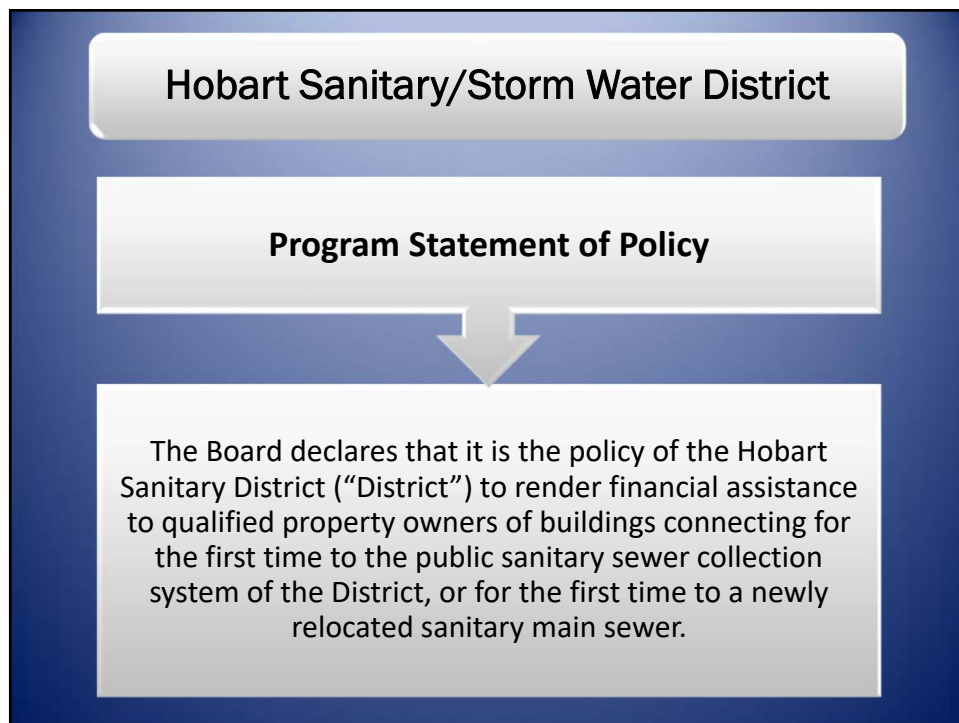 Hobart Sanitary/Storm Water District
Program Statement of Policy
The Board declares that it is the policy of the Hobart
Sanitary District (“District”) to render financial assistance
to qualified property owners of buildings connecting for
the first time to the public sanitary sewer collection
system of the District, or for the first time to a newly
relocated sanitary main sewer.